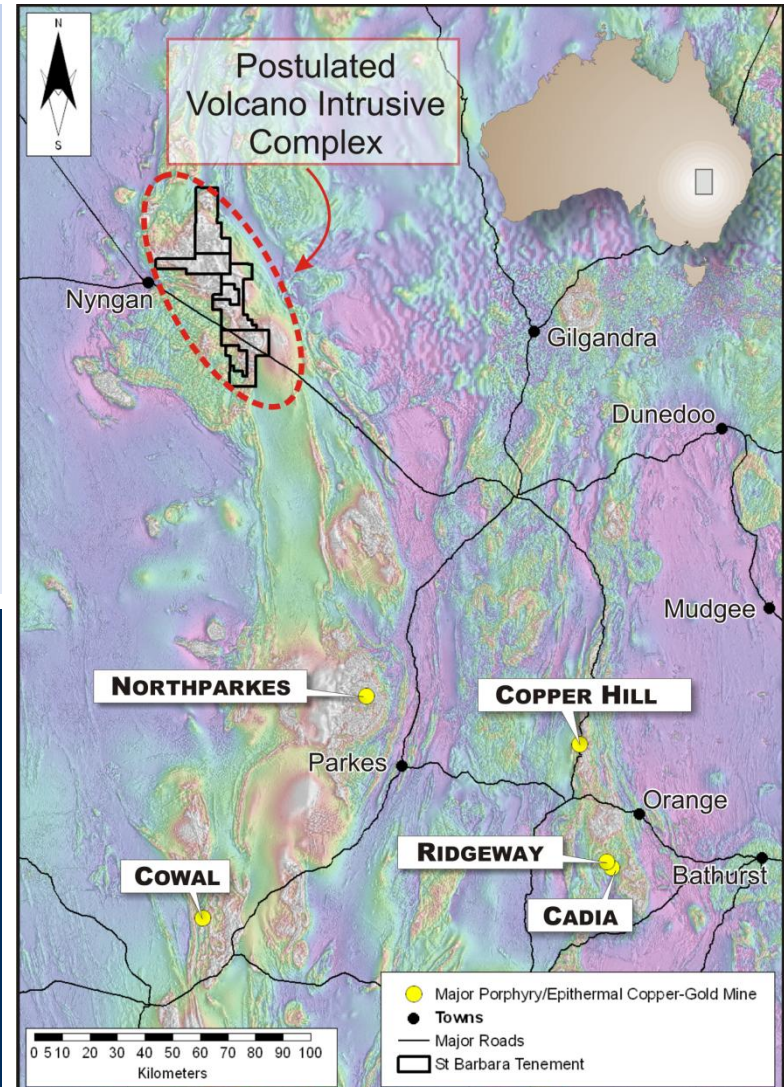 N
S
Postulated
Volcano Intrusive
Complex
Nyngan
Gilgandra
Dunedoo
Mudgee
NORTHPARKES
COPPER HILL
Parkes
Orange
RIDGEWAY
Bathurst
COWAL
CADIA
Major Porphyry/Epithermal Copper-Gold Mine
Towns
Major Roads
St Barbara Tenement
0 5 10 20 30 40 50 60 70 80 90 100
Kilometers